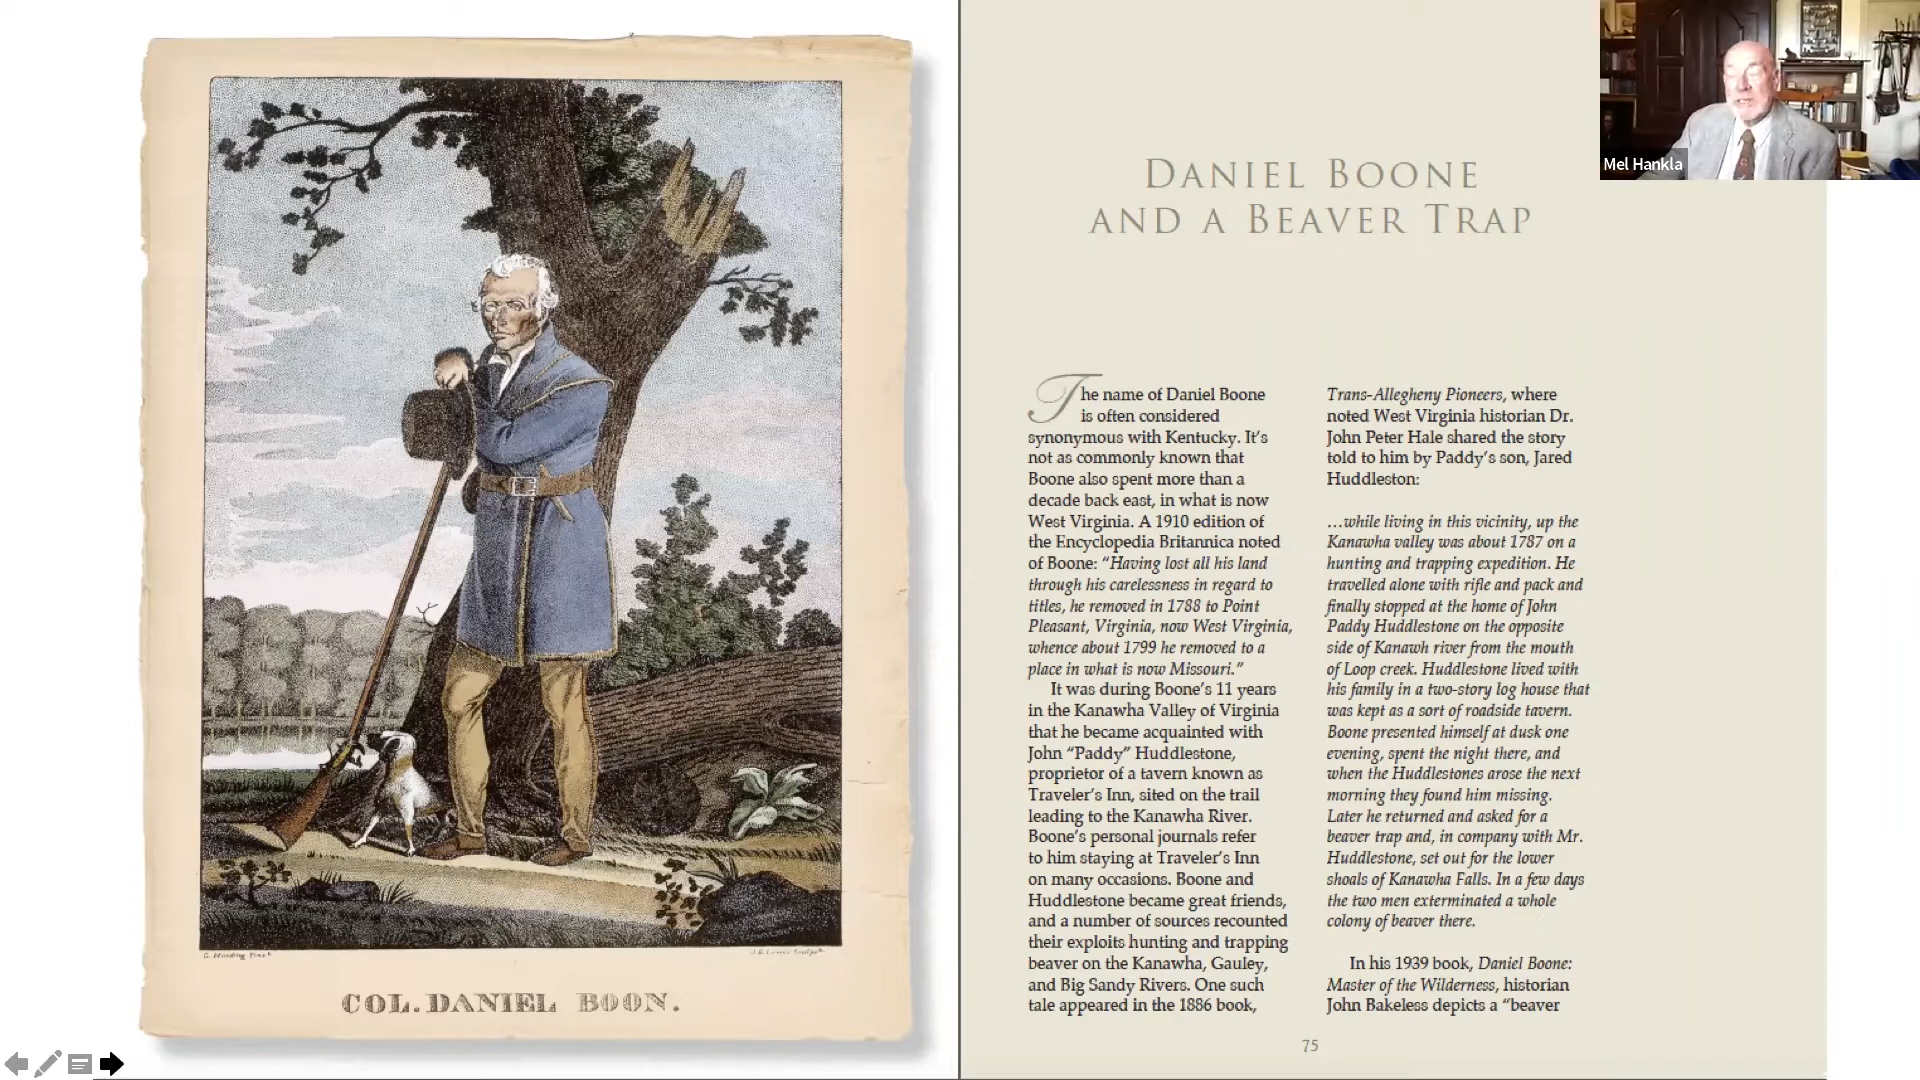 Mel Hankla
G. Harding Pinx
COL. DANIEL BOON.
DANIEL BOONE
AND A BEAVER TRAP
The name of Daniel Boone
is often considered
synonymous with Kentucky. It’s
not as commonly known that
Boone also spent more than a
decade back east, in what is now
West Virginia. A 1910 edition of
the Encyclopedia Britannica noted
of Boone: “Having lost all his land
through his carelessness in regard to
titles, he removed in 1788 to Point
Pleasant, Virginia, now West Virginia,
whence about 1799 he removed to a
place in what is now Missouri.”
It was during Boone’s 11 years
in the Kanawha Valley of Virginia
that he became acquainted with
John “Paddy” Huddlestone,
proprietor of a tavern known as
Traveler’s Inn, sited on the trail
leading to the Kanawha River.
Boone’s personal journals refer
to him staying at Traveler’s Inn
on many occasions. Boone and
Huddlestone became great friends,
and a number of sources recounted
their exploits hunting and trapping
beaver on the Kanawha, Gauley,
and Big Sandy Rivers. One such
tale appeared in the 1886 book,
Trans-Allegheny Pioneers, where
noted West Virginia historian Dr.
John Peter Hale shared the story
told to him by Paddy’s son, Jared
Huddleston:
…while living in this vicinity, up the
Kanawha valley was about 1787 on a
hunting and trapping expedition. He
travelled alone with rifle and pack and
finally stopped at the home of John
Paddy Huddlestone on the opposite
side of Kanawh river from the mouth
of Loop creek. Huddlestone lived with
his family in a two-story log house that
was kept as a sort of roadside tavern.
Boone presented himself at dusk one
evening, spent the night there, and
when the Huddlestones arose the next
morning they found him missing.
Later he returned and asked for a
beaver trap and, in company with Mr.
Huddlestone, set out for the lower
shoals of Kanawha Falls. In a few days
the two men exterminated a whole
colony of beaver there.
In his 1939 book, Daniel Boone:
Master of the Wilderness, historian
John Bakeless depicts a “beaver
75